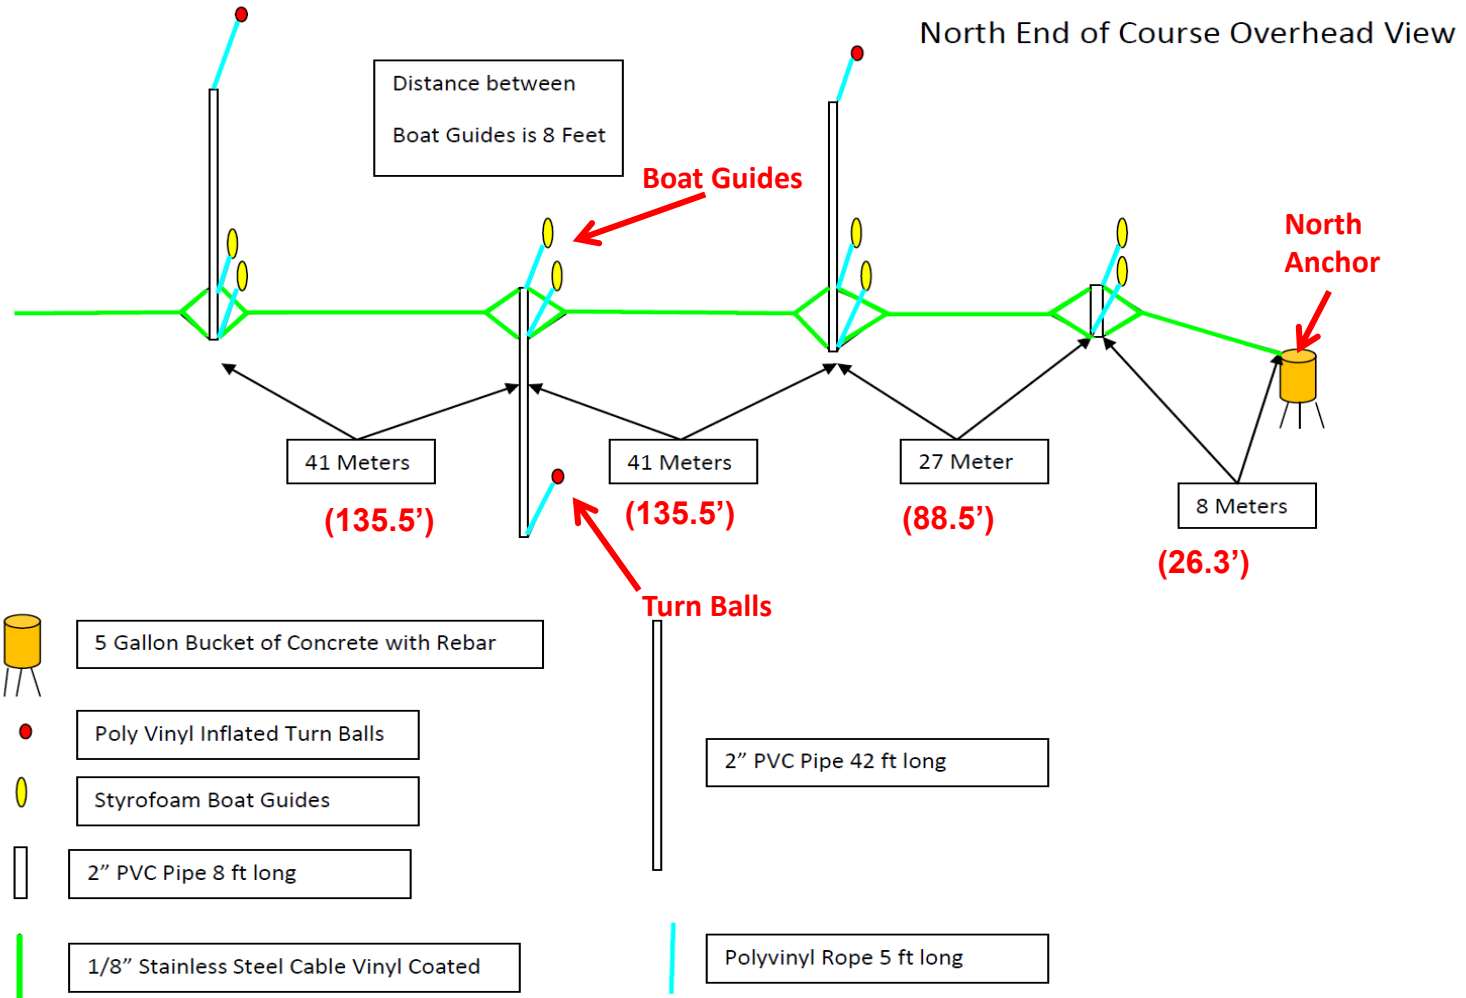 North End of Course Overhead View
Distance between
Boat Guides is 8 Feet
Boat Guides
North
Anchor
41 Meters
41 Meters
27 Meter
8 Meters
(135.5’)
(135.5’)
(88.5’)
(26.3’)
Turn Balls
5 Gallon Bucket of Concrete with Rebar
Poly Vinyl Inflated Turn Balls
2” PVC Pipe 42 ft long
Styrofoam Boat Guides
2” PVC Pipe 8 ft long
1/8” Stainless Steel Cable Vinyl Coated
Polyvinyl Rope 5 ft long